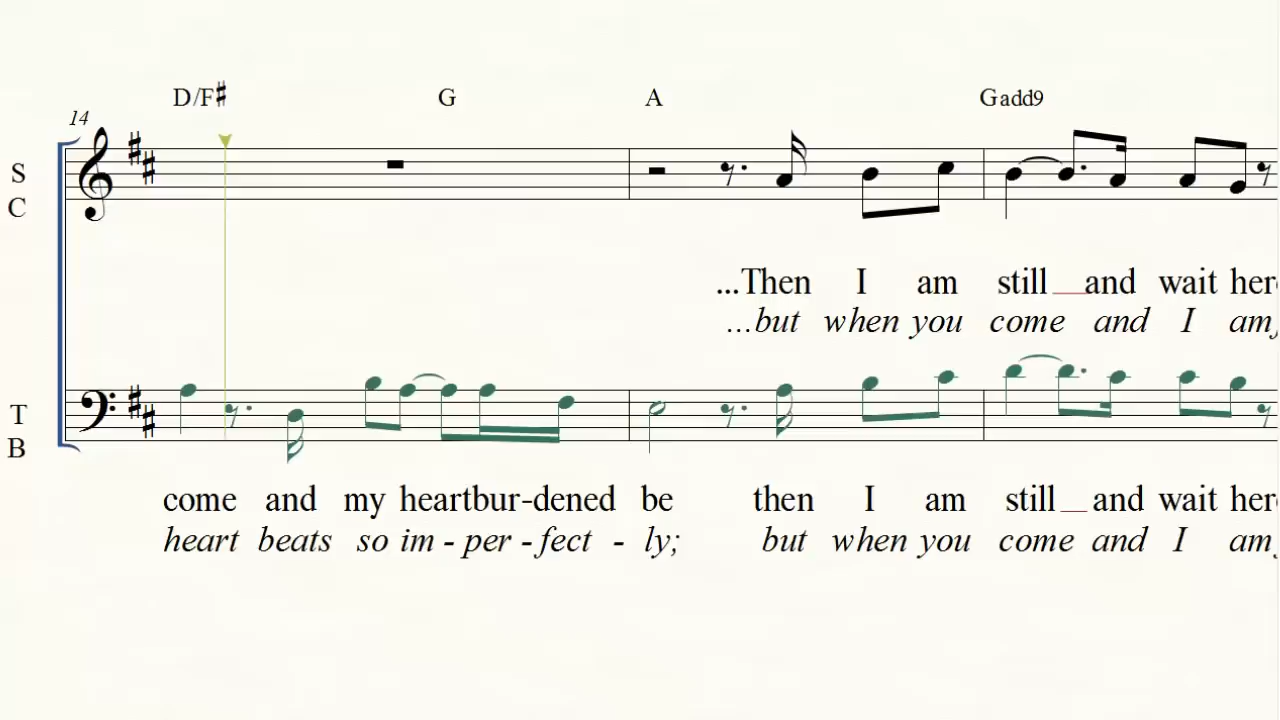 D/F♯ G A Gadd9
14
S
C
...Then I am still and wait her
...but when you come and I am
T
B
come and my heartbur-dened be then I am still and wait her
heart beats so im - per - fect - ly; but when you come and I am